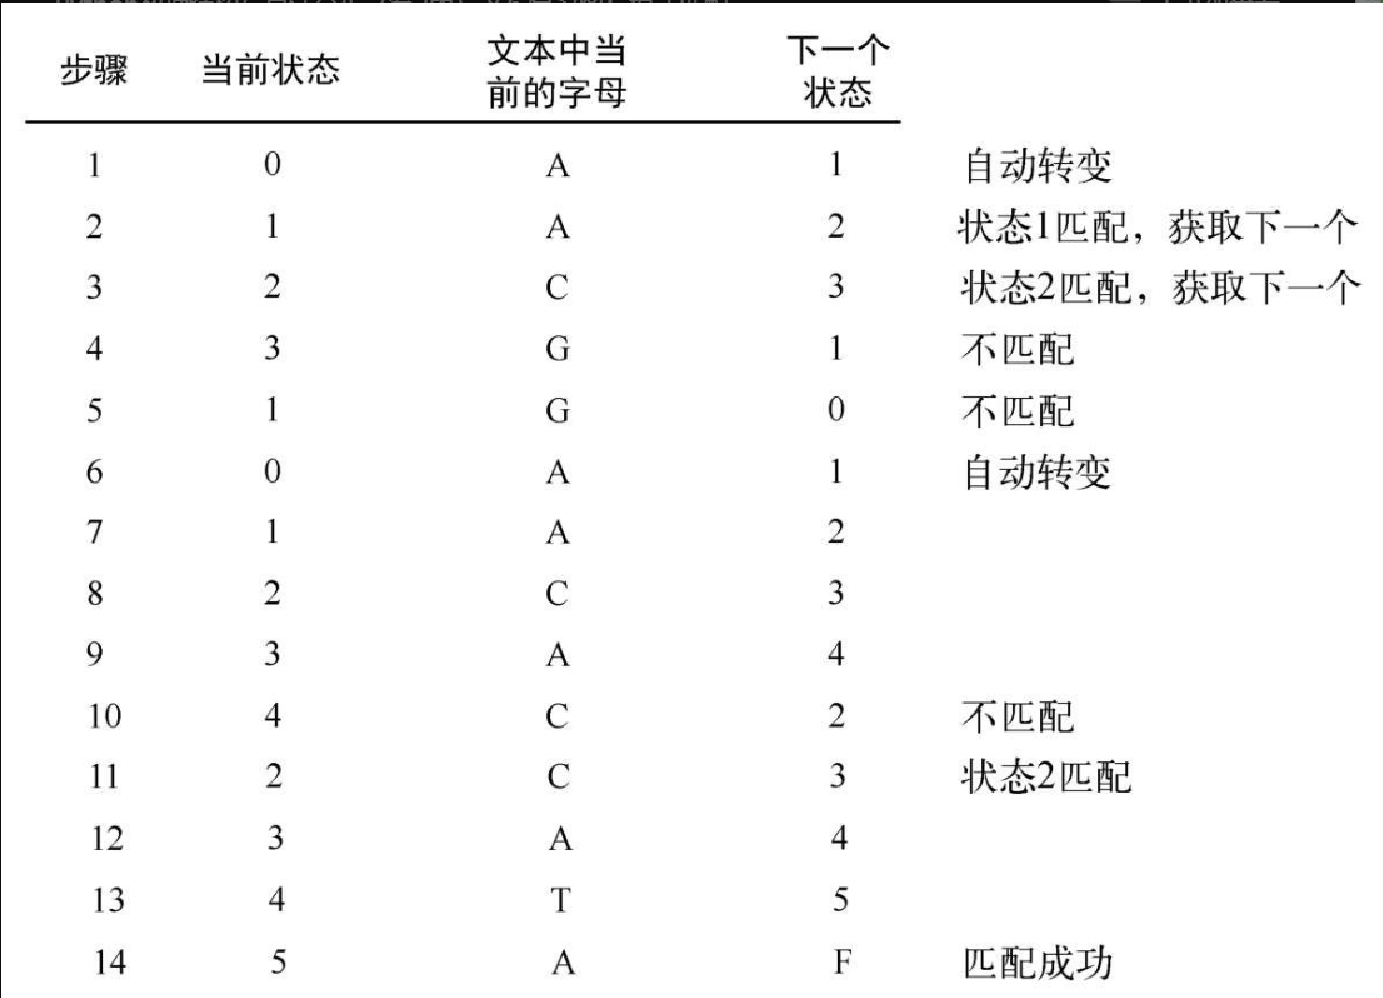 步骤 当前状态 文本中当前的字母 下一个状态
1 0 A 1 自动转变
2 1 A 2 状态1匹配，获取下一个
3 2 C 3 状态2匹配，获取下一个
4 3 G 1 不匹配
5 1 G 0 不匹配
6 0 A 1 自动转变
7 1 A 2
8 2 C 3
9 3 A 4
10 4 C 2 不匹配
11 2 C 3 状态2匹配
12 3 A 4
13 4 T 5
14 5 A F 匹配成功